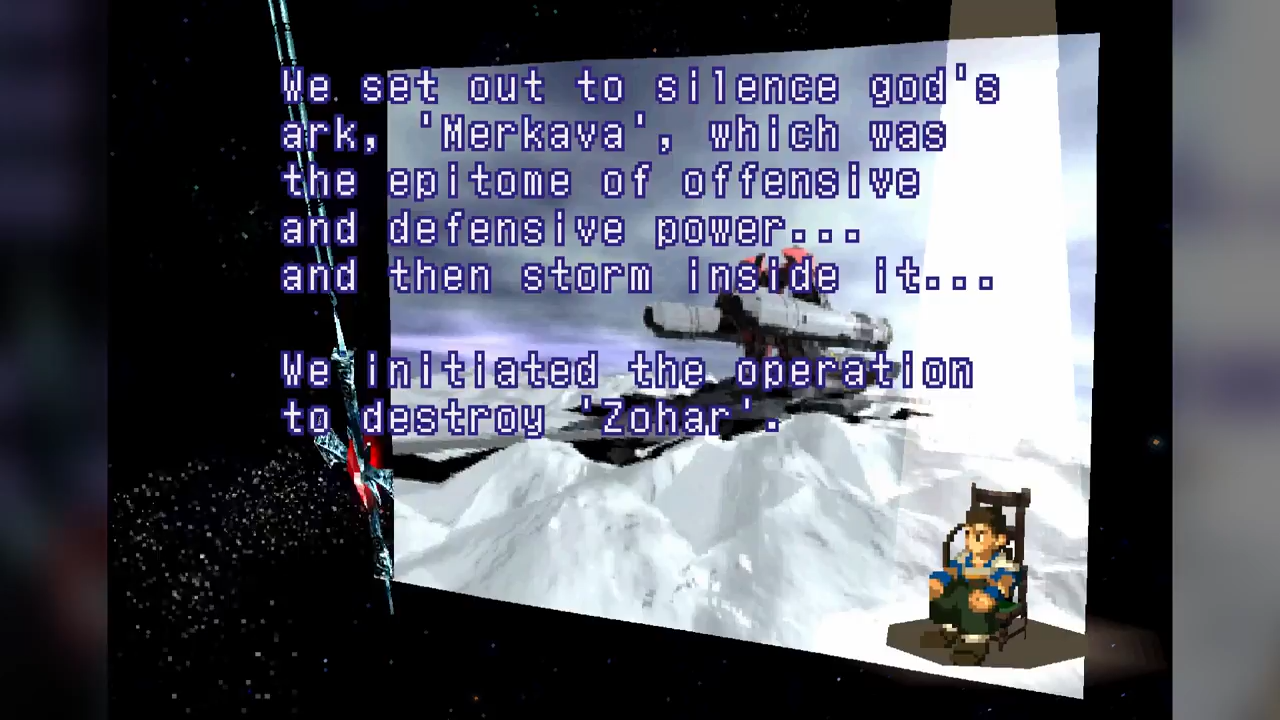 We set out to silence god's
ark, 'Merkava', which was
the epitome of offensive
and defensive power...
and then storm inside it...
We initiated the operation
to destroy 'Zohar'.